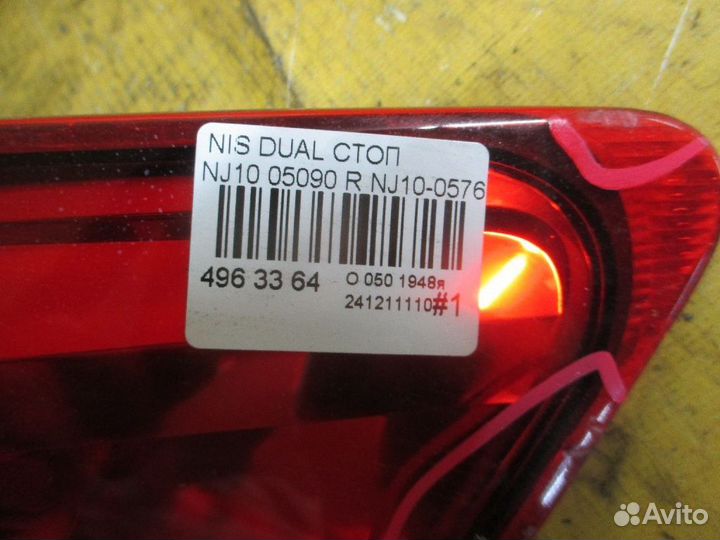 NIS DUAL СТОП
NJ10 05090 R NJ10-0576
496 33 64
O 050 1948я
241211110#1
Avito